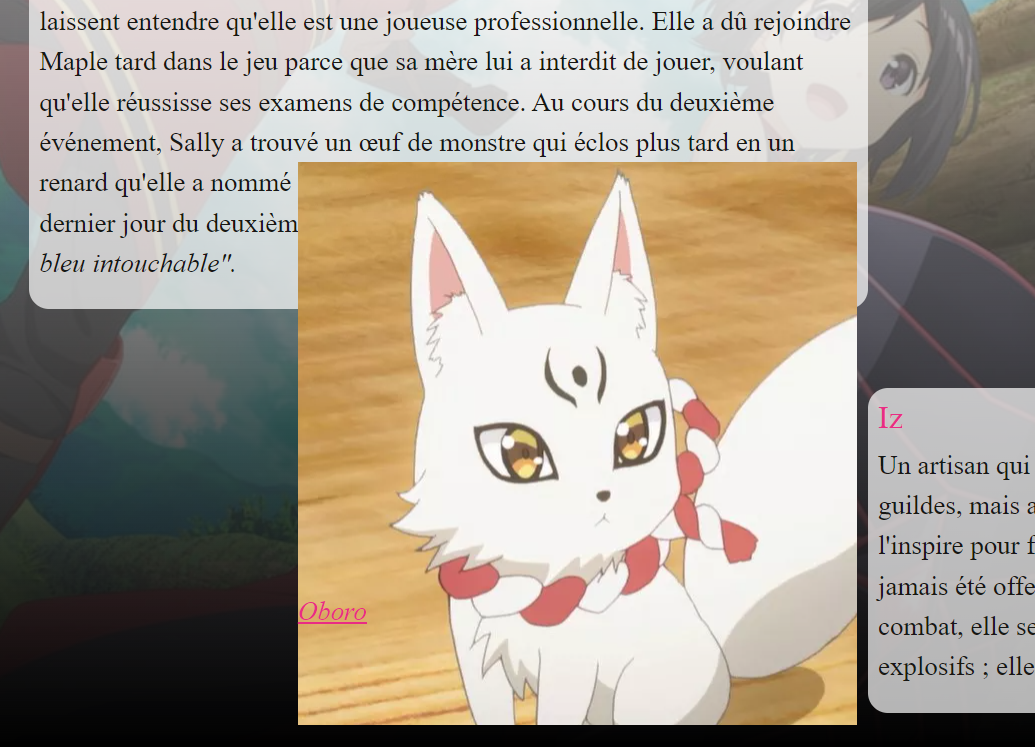 laissent entendre qu'elle est une joueuse professionnelle. Elle a dû rejoindre
Maple tard dans le jeu parce que sa mère lui a interdit de jouer, voulant
qu'elle réussisse ses examens de compétence. Au cours du deuxième
événement, Sally a trouvé un œuf de monstre qui éclos plus tard en un
renard qu'elle a nommé
dernier jour du deuxièm
bleu intouchable".
Oboro
Iz
Un artisan qui
guildes, mais a
l'inspire pour f
jamais été offe
combat, elle se
explosifs ; elle